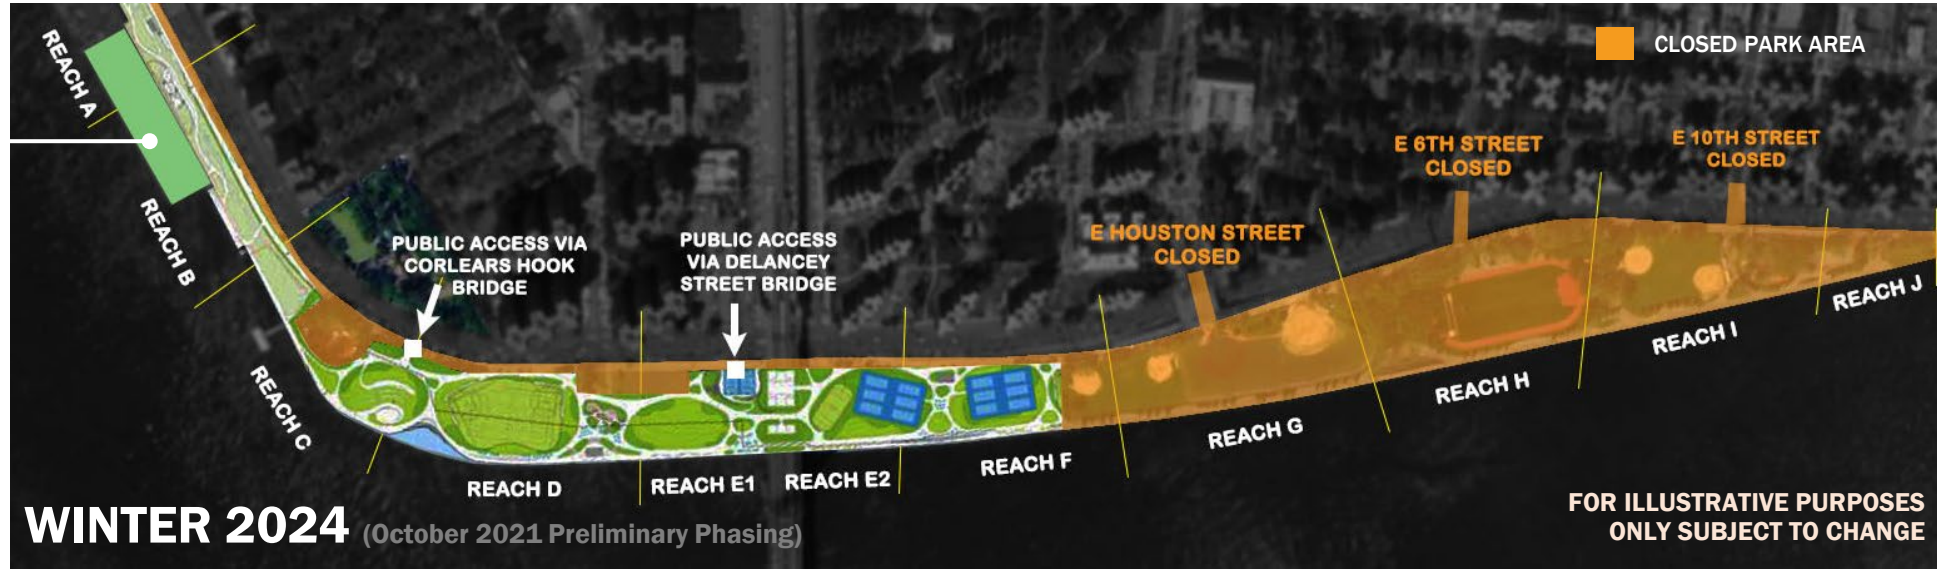 CLOSED PARK AREA
REACH A
REACH B
REACH C
PUBLIC ACCESS VIA
CORLEARS HOOK
BRIDGE
PUBLIC ACCESS
VIA DELANCEY
STREET BRIDGE
E HOUSTON STREET
CLOSED
E 6TH STREET
CLOSED
E 10TH STREET
CLOSED
REACH D
REACH E1
REACH E2
REACH F
REACH G
REACH H
REACH I
REACH J
WINTER 2024 (October 2021 Preliminary Phasing)
FOR ILLUSTRATIVE PURPOSES
ONLY SUBJECT TO CHANGE